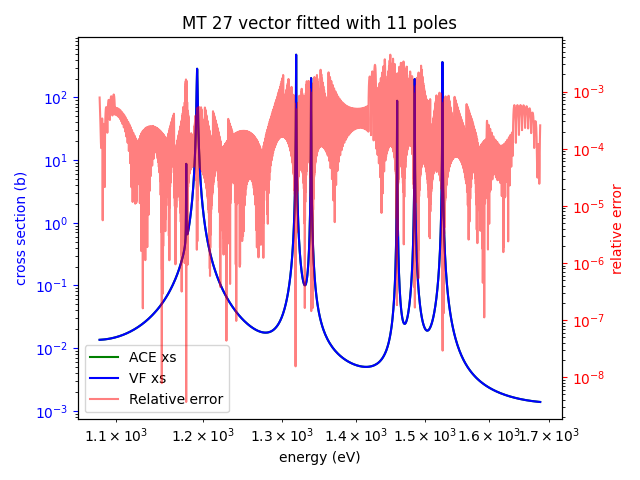 MT 27 vector fitted with 11 poles
cross section (b)
10²
10¹
10⁰
10⁻¹
10⁻²
10⁻³
10⁻³
10⁻⁴
10⁻⁵
10⁻⁶
10⁻⁷
10⁻⁸
relative error
ACE xs
VF xs
Relative error
1.1 × 10³ 1.2 × 10³ 1.3 × 10³ 1.4 × 10³ 1.5 × 10³ 1.6 × 10³ 1.7 × 10³
energy (eV)